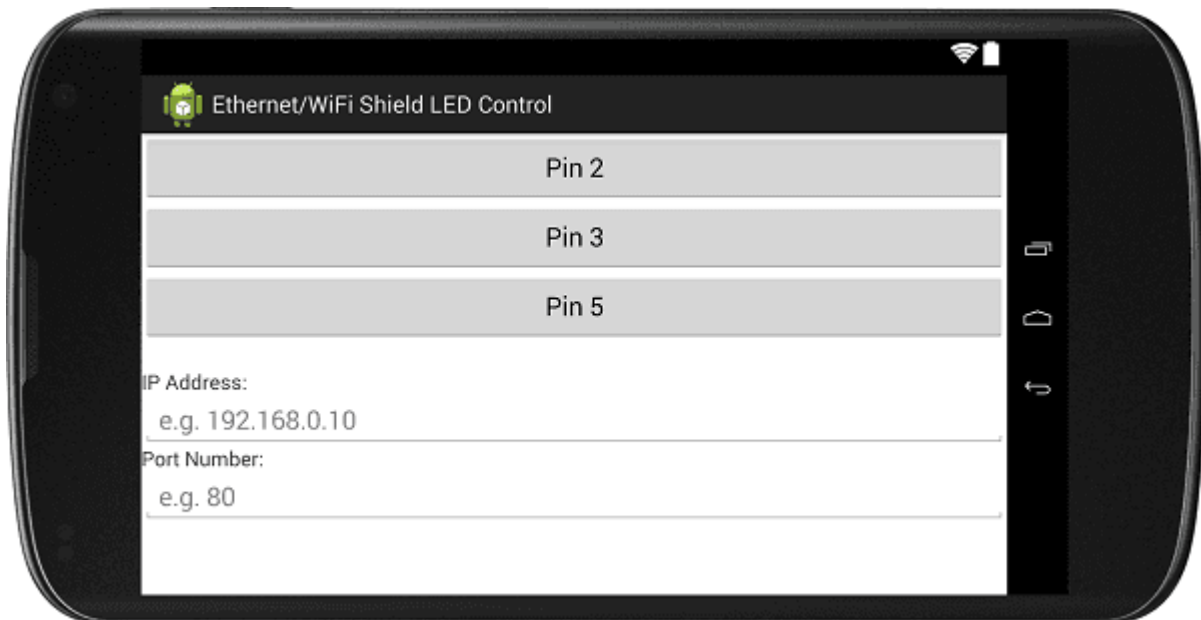 Ethernet/WiFi Shield LED Control
Pin 2
Pin 3
Pin 5
IP Address:
e.g. 192.168.0.10
Port Number:
e.g. 80